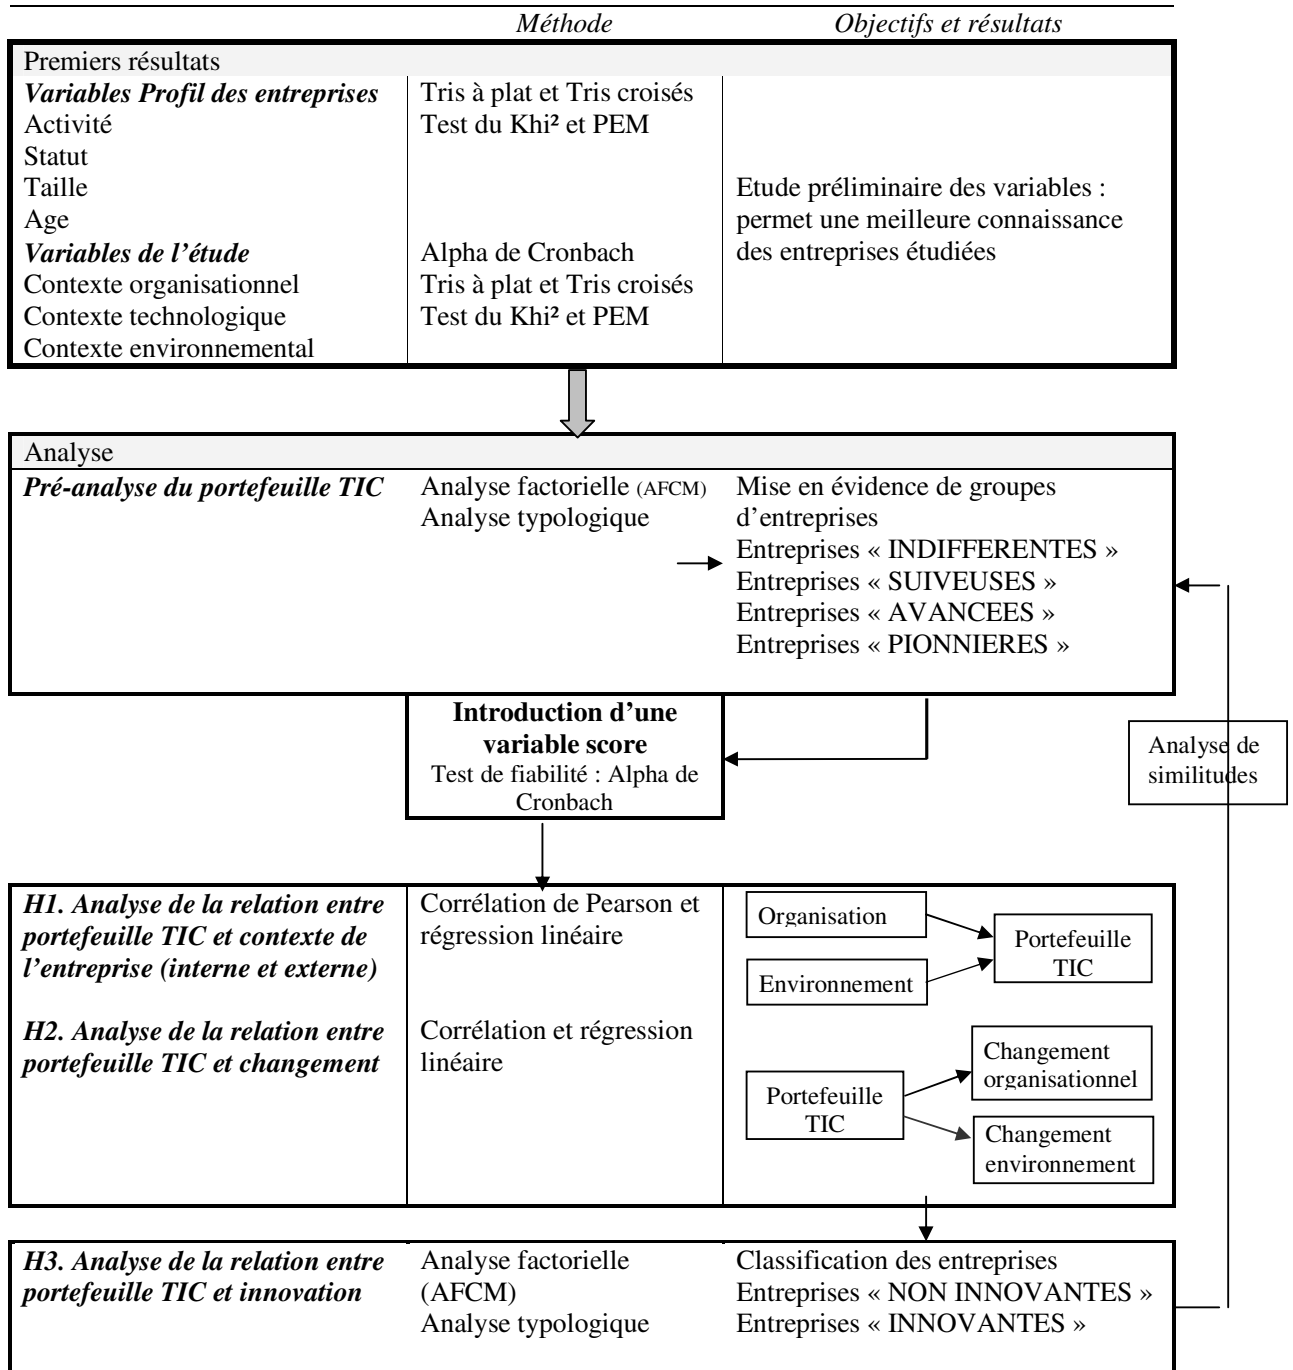 Méthode
Objectifs et résultats
Premiers résultats
Variables Profil des entreprises
Activité
Statut
Taille
Age
Variables de l’étude
Contexte organisationnel
Contexte technologique
Contexte environnemental
Tris à plat et Tris croisés
Test du Khi² et PEM
Alpha de Cronbach
Tris à plat et Tris croisés
Test du Khi² et PEM
Etude préliminaire des variables :
permet une meilleure connaissance
des entreprises étudiées
Analyse
Pré-analyse du portefeuille TIC
Analyse factorielle (AFCM)
Analyse typologique
Mise en évidence de groupes
d’entreprises
Entreprises « INDIFFERENTES »
Entreprises « SUIVEUSES »
Entreprises « AVANCEES »
Entreprises « PIONNIERES »
Introduction d’une
variable score
Test de fiabilité : Alpha de
Cronbach
Analyse de
similitudes
H1. Analyse de la relation entre
portefeuille TIC et contexte de
l’entreprise (interne et externe)
Corrélation de Pearson et
régression linéaire
Organisation
Environnement
Portefeuille
TIC
H2. Analyse de la relation entre
portefeuille TIC et changement
Corrélation et régression
linéaire
Portefeuille
TIC
Changement
organisationnel
Changement
environnement
H3. Analyse de la relation entre
portefeuille TIC et innovation
Analyse factorielle
(AFCM)
Analyse typologique
Classification des entreprises
Entreprises « NON INNOVANTES »
Entreprises « INNOVANTES »